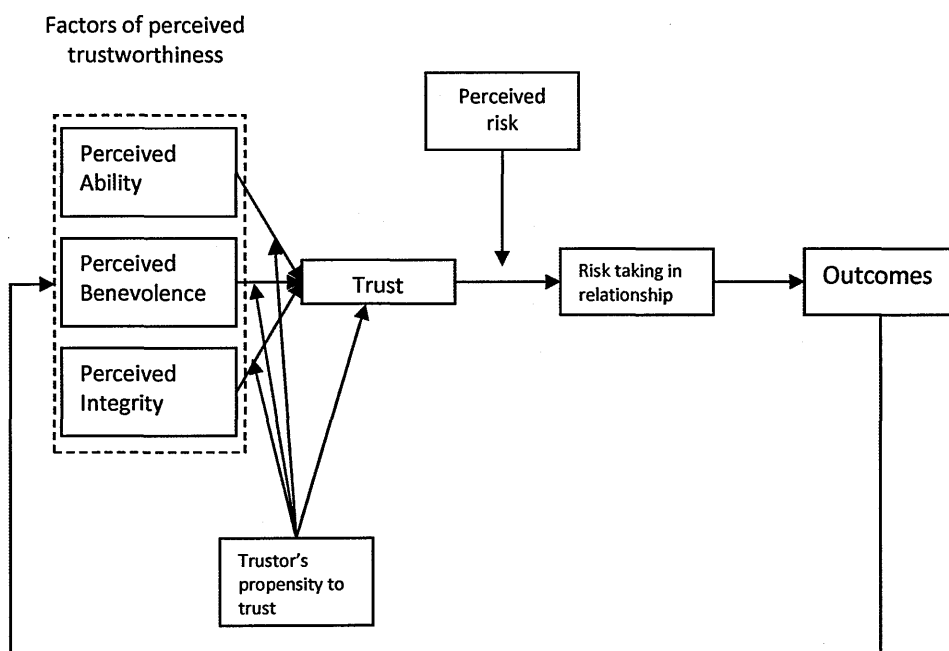 Factors of perceived
trustworthiness
Perceived
risk
Perceived
Ability
Perceived
Benevolence
Trust
Risk taking in
relationship
Outcomes
Perceived
Integrity
Trustor's
propensity to
trust